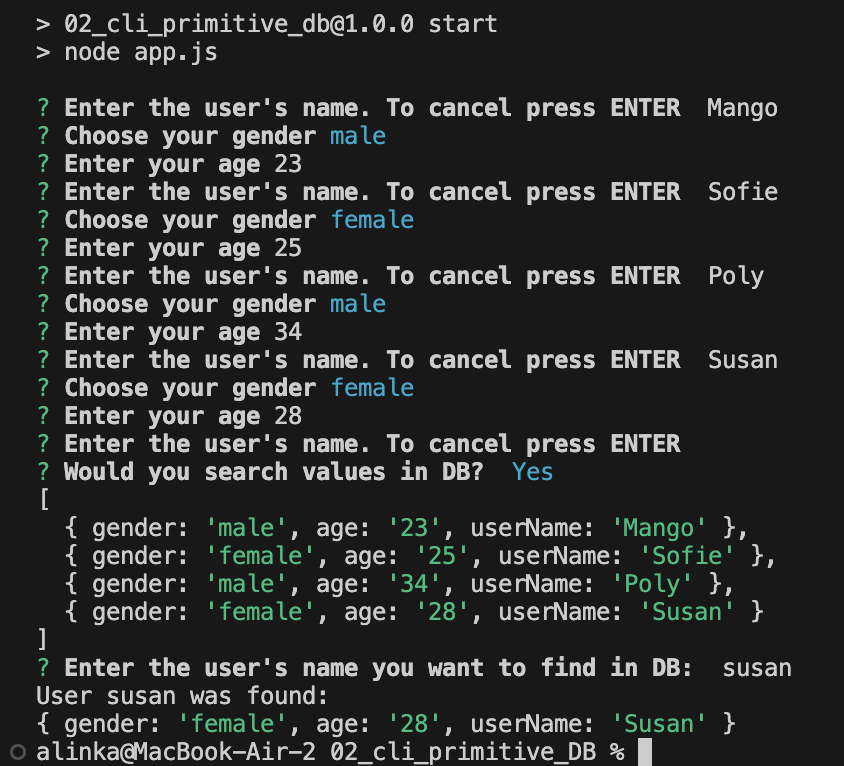 > 02_cli_primitive_db@1.0.0 start
> node app.js
? Enter the user's name. To cancel press ENTER  Mango
? Choose your gender male
? Enter your age 23
? Enter the user's name. To cancel press ENTER  Sofie
? Choose your gender female
? Enter your age 25
? Enter the user's name. To cancel press ENTER  Poly
? Choose your gender male
? Enter your age 34
? Enter the user's name. To cancel press ENTER  Susan
? Choose your gender female
? Enter your age 28
? Enter the user's name. To cancel press ENTER
? Would you search values in DB?  Yes
[
  { gender: 'male', age: '23', userName: 'Mango' },
  { gender: 'female', age: '25', userName: 'Sofie' },
  { gender: 'male', age: '34', userName: 'Poly' },
  { gender: 'female', age: '28', userName: 'Susan' }
]
? Enter the user's name you want to find in DB:  susan
User susan was found:
{ gender: 'female', age: '28', userName: 'Susan' }
alinka@MacBook-Air-2 02_cli_primitive_DB %